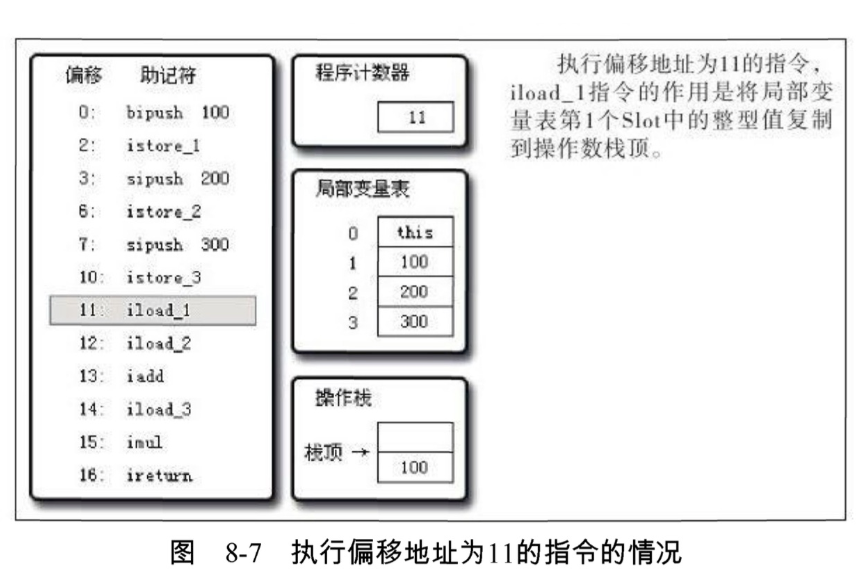 偏移 助记符
0: bipush 100
2: istore_1
3: sipush 200
6: istore_2
7: sipush 300
10: istore_3
11: iload_1
12: iload_2
13: iadd
14: iload_3
15: imul
16: ireturn
程序计数器
11
局部变量表
0 this
1 100
2 200
3 300
操作栈
栈顶 →
100
执行偏移地址为11的指令，
iload_1指令的作用是将局部变
量表第1个Slot中的整型值复制
到操作数栈顶。
图 8-7 执行偏移地址为11的指令的情况